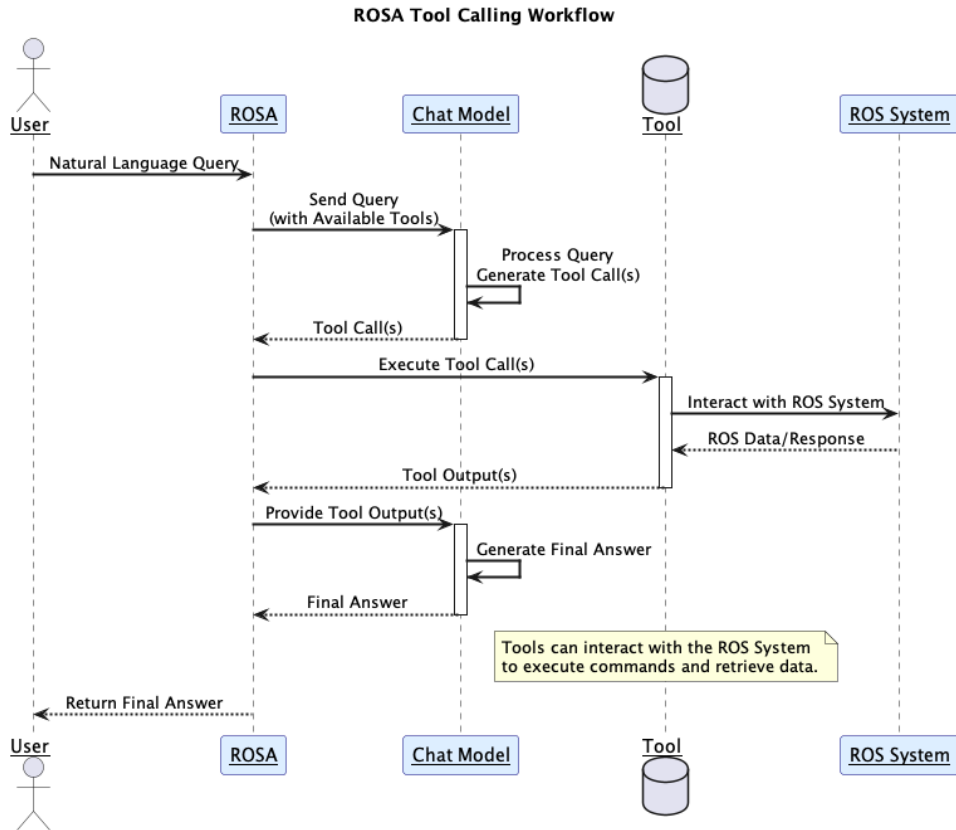 ROSA Tool Calling Workflow
User
ROSA
Chat Model
Tool
ROS System
Natural Language Query
Send Query
(with Available Tools)
Process Query
Generate Tool Call(s)
Tool Call(s)
Execute Tool Call(s)
Interact with ROS System
ROS Data/Response
Tool Output(s)
Provide Tool Output(s)
Generate Final Answer
Final Answer
Tools can interact with the ROS System
to execute commands and retrieve data.
Return Final Answer
User
ROSA
Chat Model
Tool
ROS System